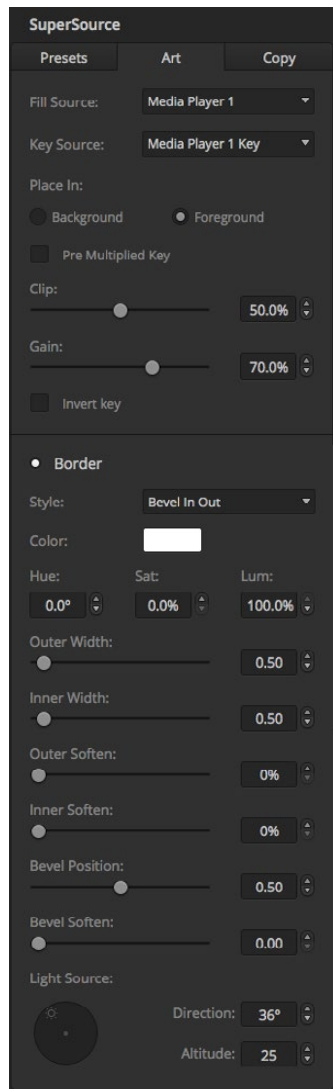 SuperSource
Presets Art Copy
Fill Source: Media Player 1
Key Source: Media Player 1 Key
Place In:
Background Foreground
Pre Multiplied Key
Clip:
50.0%
Gain:
70.0%
Invert key
Border
Style: Bevel In Out
Color:
Hue: Sat: Lum:
0.0° 0.0% 100.0%
Outer Width:
0.50
Inner Width:
0.50
Outer Soften:
0%
Inner Soften:
0%
Bevel Position:
0.50
Bevel Soften:
0.00
Light Source:
Direction: 36°
Altitude: 25